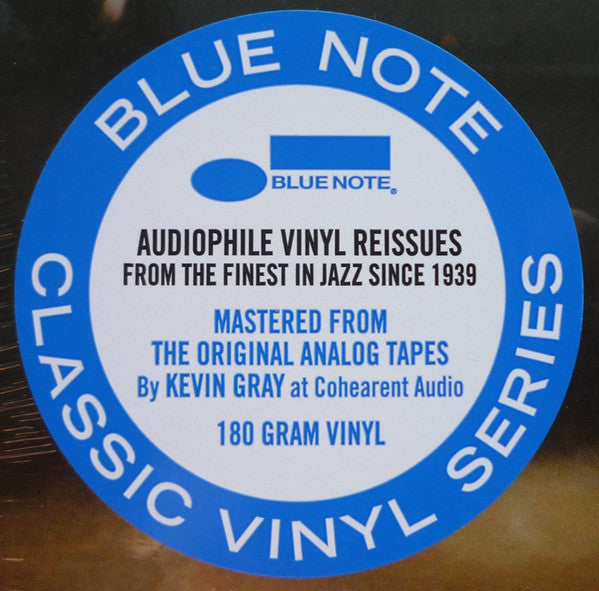 BLUE NOTE
BLUE NOTE®
AUDIOPHILE VINYL REISSUES
FROM THE FINEST IN JAZZ SINCE 1939
MASTERED FROM
THE ORIGINAL ANALOG TAPES
By KEVIN GRAY at Cohearent Audio
180 GRAM VINYL
CLASSIC VINYL SERIES